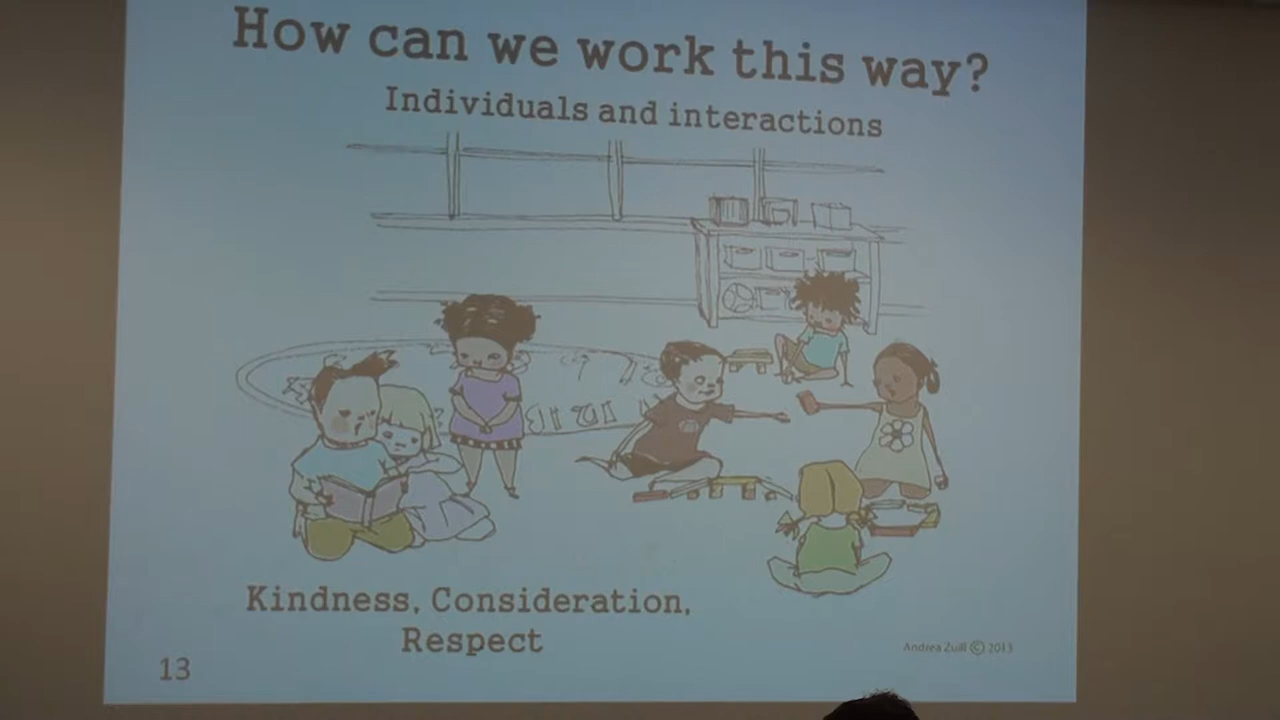 How can we work this way?
Individuals and interactions
Kindness, Consideration,
Respect
Andrea Zuill © 2013
13